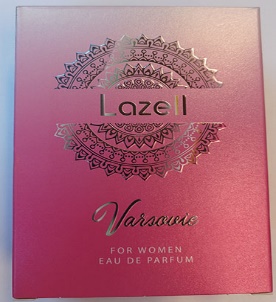 Lazell
Varsovie
FOR WOMEN
EAU DE PARFUM